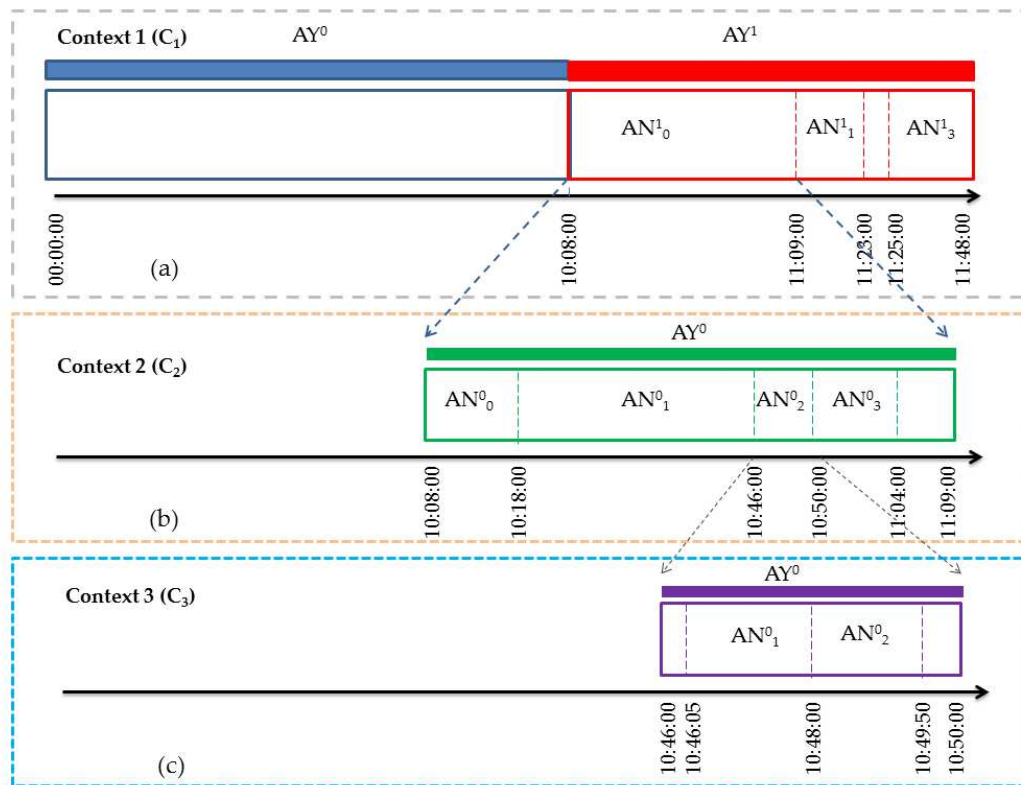 Context 1 (C₁)
AY⁰
AY¹
AN¹₀
AN¹₁
AN¹₃
00:00:00
10:08:00
11:09:00
11:23:00
11:25:00
11:48:00
(a)
Context 2 (C₂)
AY⁰
AN⁰₀
AN⁰₁
AN⁰₂
AN⁰₃
10:08:00
10:18:00
10:46:00
10:50:00
11:04:00
11:09:00
(b)
Context 3 (C₃)
AY⁰
AN⁰₁
AN⁰₂
10:46:00
10:46:05
10:48:00
10:49:50
10:50:00
(c)